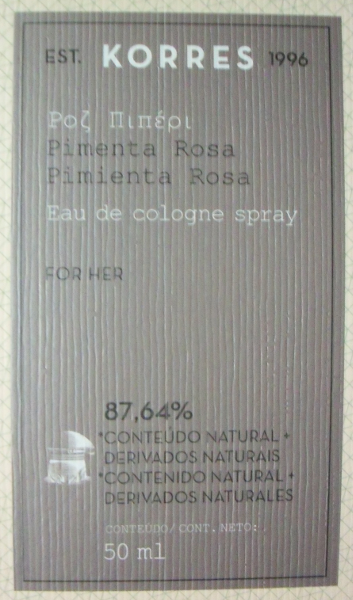 EST. KORRES 1996
Ροζ Πιπέρι
Pimenta Rosa
Pimienta Rosa
Eau de cologne spray
FOR HER
87,64%
*CONTEÚDO NATURAL +
DERIVADOS NATURAIS
*CONTENIDO NATURAL +
DERIVADOS NATURALES
CONTEÚDO/CONT. NETO:
50 ml